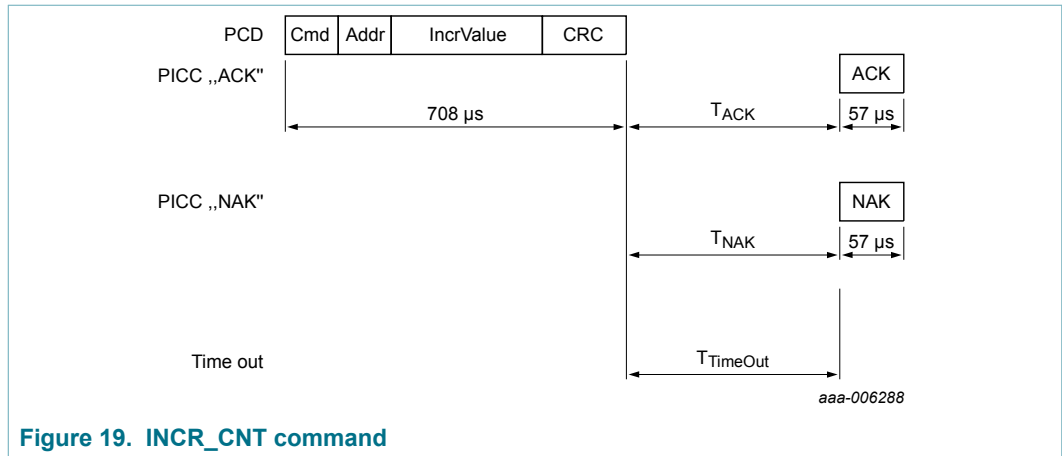 PCD Cmd Addr IncrValue CRC
PICC ,,ACK" ACK
708 µs TACK 57 µs
PICC ,,NAK" NAK
TNAK 57 µs
Time out TTimeOut
aaa-006288
Figure 19. INCR_CNT command